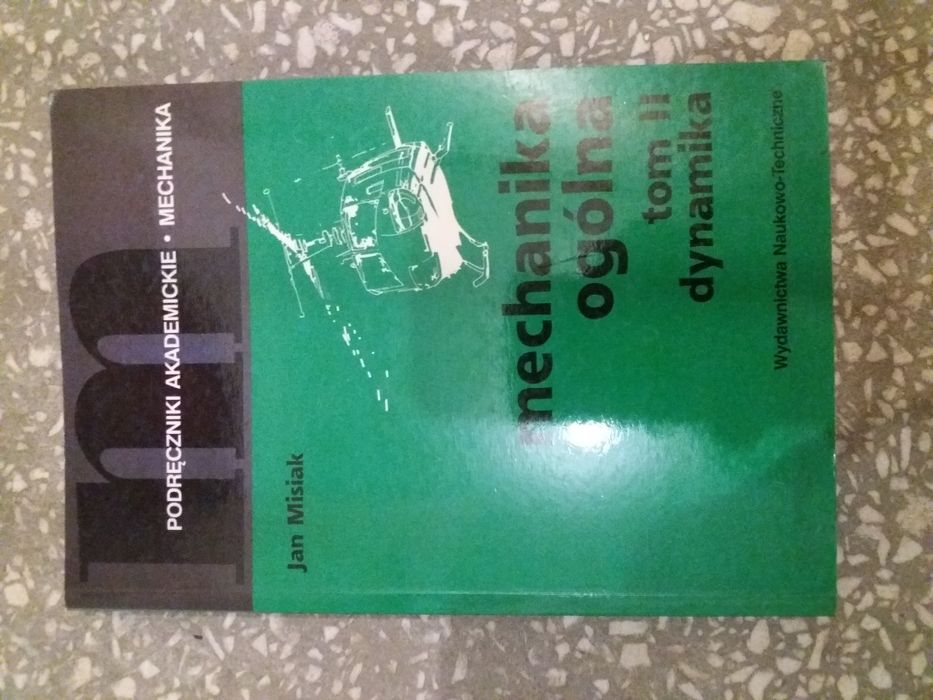 PODRĘCZNIKI AKADEMICKIE • MECHANIKA
m
Jan Misiak
mechanika
ogólna
tom II
dynamika
Wydawnictwa Naukowo-Techniczne